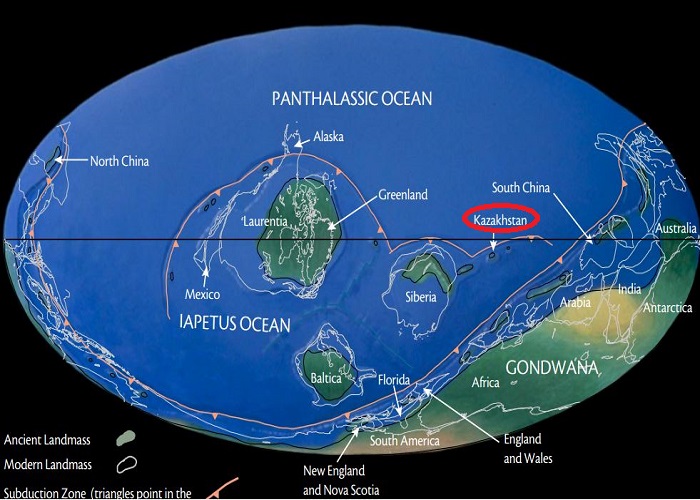 PANTHALASSIC OCEAN
Alaska
North China
South China
Greenland
Kazakhstan
Laurentia
Australia
Mexico
Siberia
India
Arabia
Antarctica
IAPETUS OCEAN
GONDWANA
Baltica
Florida
Africa
Ancient Landmass
South America
England
and Wales
Modern Landmass
New England
and Nova Scotia
Subduction Zone (triangles point in the